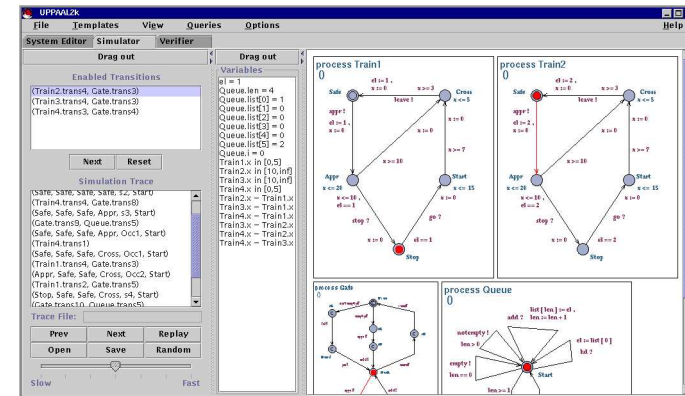 UPPAAL2k
File Templates View Queries Options Help
System Editor Simulator Verifier
Drag out
Enabled Transitions
(Train2.trans4, Gate.trans3)
(Train3.trans4, Gate.trans3)
(Train4.trans3, Gate.trans4)
Next Reset
Simulation Trace
(Safe, Safe, Safe, Safe, s2, Start)
(Train4.trans4, Gate.trans8)
(Safe, Safe, Safe, Appr, s3, Start)
(Gate.trans9, Queue.trans5)
(Safe, Safe, Safe, Appr, Occ1, Start)
(Train4.trans1)
(Safe, Safe, Safe, Cross, Occ1, Start)
(Train1.trans4, Gate.trans3)
(Appr, Safe, Safe, Cross, Occ2, Start)
(Train1.trans2, Gate.trans5)
(Stop, Safe, Safe, Cross, s4, Start)
(Gate.trans10, Queue.trans5)
Trace File:
Prev Next Replay
Open Save Random
Slow Fast
Drag out
Variables
el = 1
Queue.len = 4
Queue.list[0] = 1
Queue.list[1] = 0
Queue.list[2] = 0
Queue.list[3] = 0
Queue.list[4] = 0
Queue.list[5] = 2
Queue.i = 0
Train1.x in [0,5]
Train2.x in [10,inf]
Train3.x in [10,inf]
Train4.x in [0,5]
Train2.x - Train1.x
Train3.x - Train1.x
Train4.x - Train1.x
Train3.x - Train2.x
Train4.x - Train2.x
Train4.x - Train3.x
process Train1
()
el := 1 ,
x := 0
x >= 3
Safe
Cross
x <= 5
leave !
appr !
el := 1 ,
x := 0
x := 0
x := 0
x >= 7
x >= 10
Appr
x <= 20
Start
x <= 15
x <= 10 ,
el == 1
stop ?
go ?
x := 0
el == 1
Stop
process Train2
()
el := 2 ,
x := 0
x >= 3
Safe
Cross
x <= 5
leave !
appr !
el := 2 ,
x := 0
x := 0
x := 0
x >= 7
x >= 10
Appr
x <= 20
Start
x <= 15
x <= 10 ,
el == 2
stop ?
go ?
x := 0
el == 2
Stop
process Gate
()
process Queue
()
list [ len ] := el ,
add ? len := len + 1
notempty !
len > 0
el := list [ 0 ]
hd ?
empty !
len == 0
Start
len >= 1